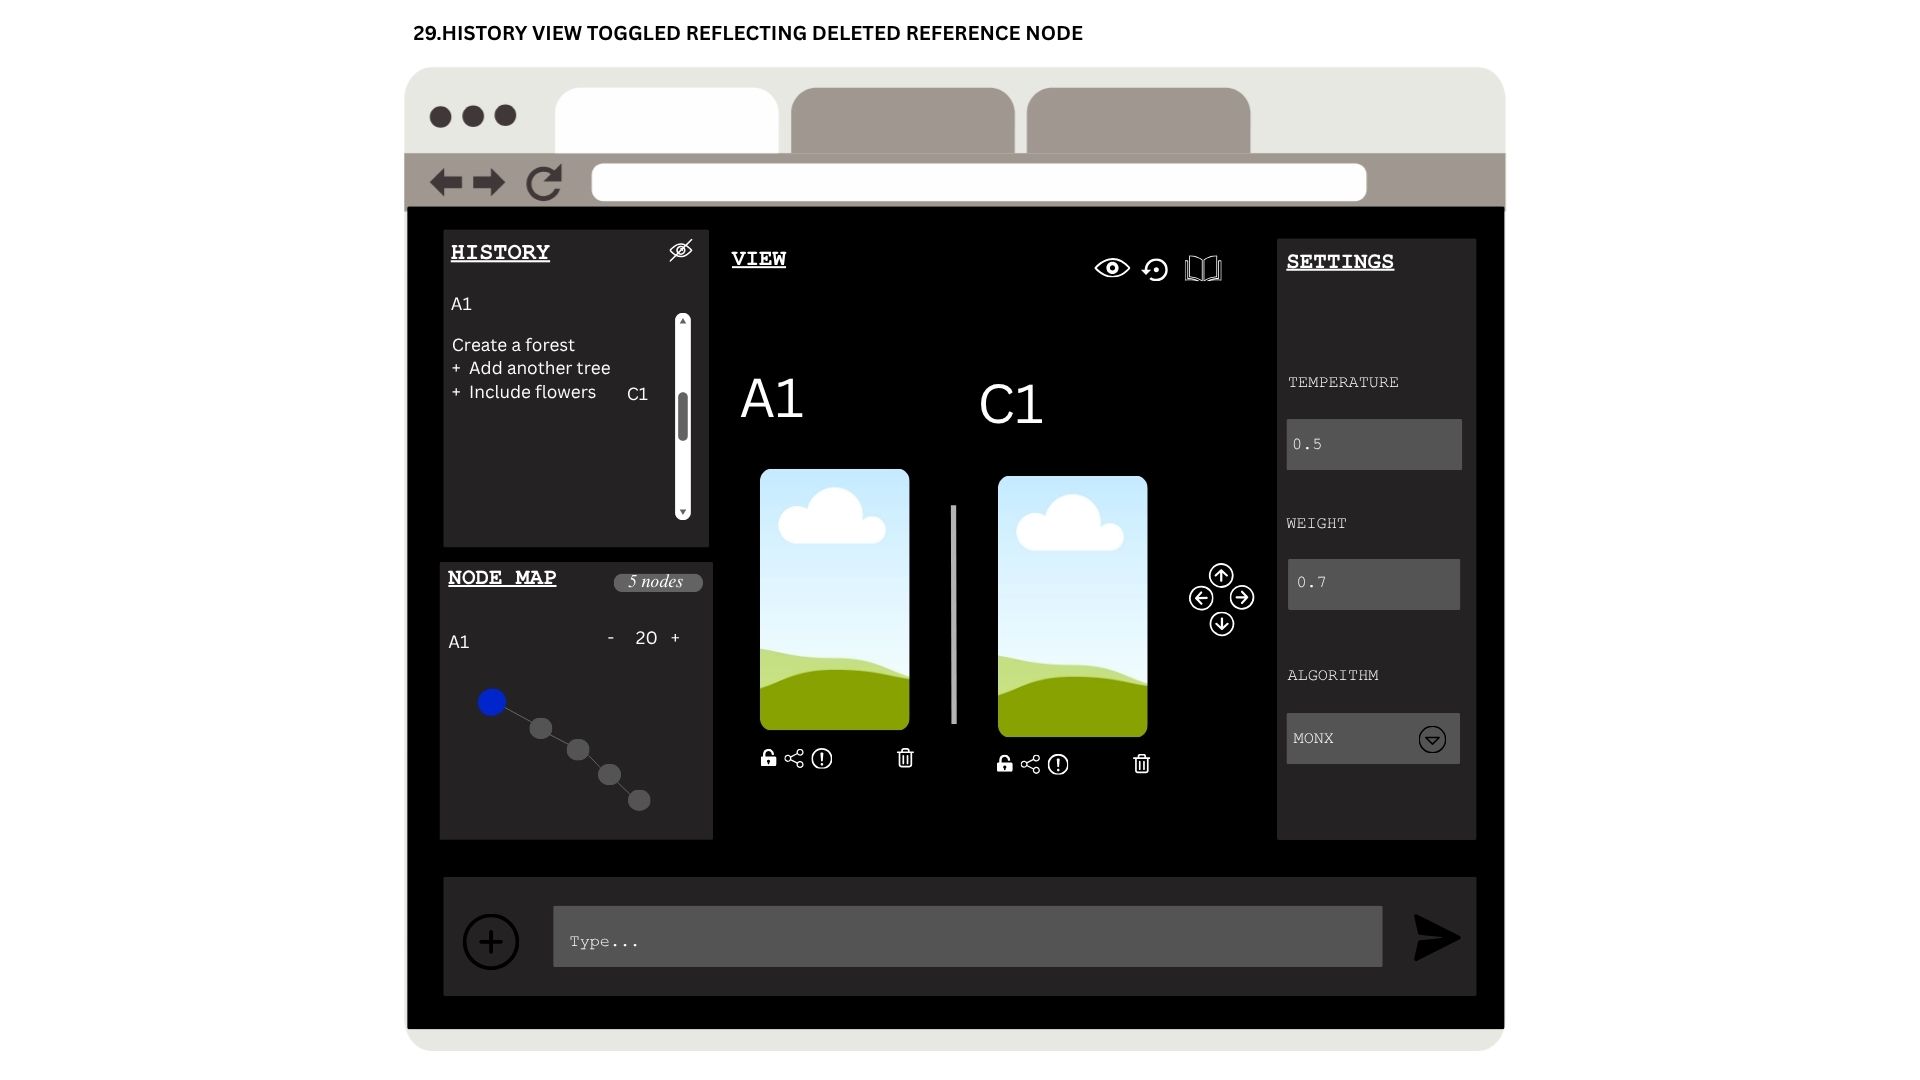 29.HISTORY VIEW TOGGLED REFLECTING DELETED REFERENCE NODE
HISTORY
A1
Create a forest
+ Add another tree
+ Include flowers C1
NODE MAP 5 nodes
A1 - 20 +
VIEW
A1 C1
SETTINGS
TEMPERATURE
0.5
WEIGHT
0.7
ALGORITHM
MONX
Type...